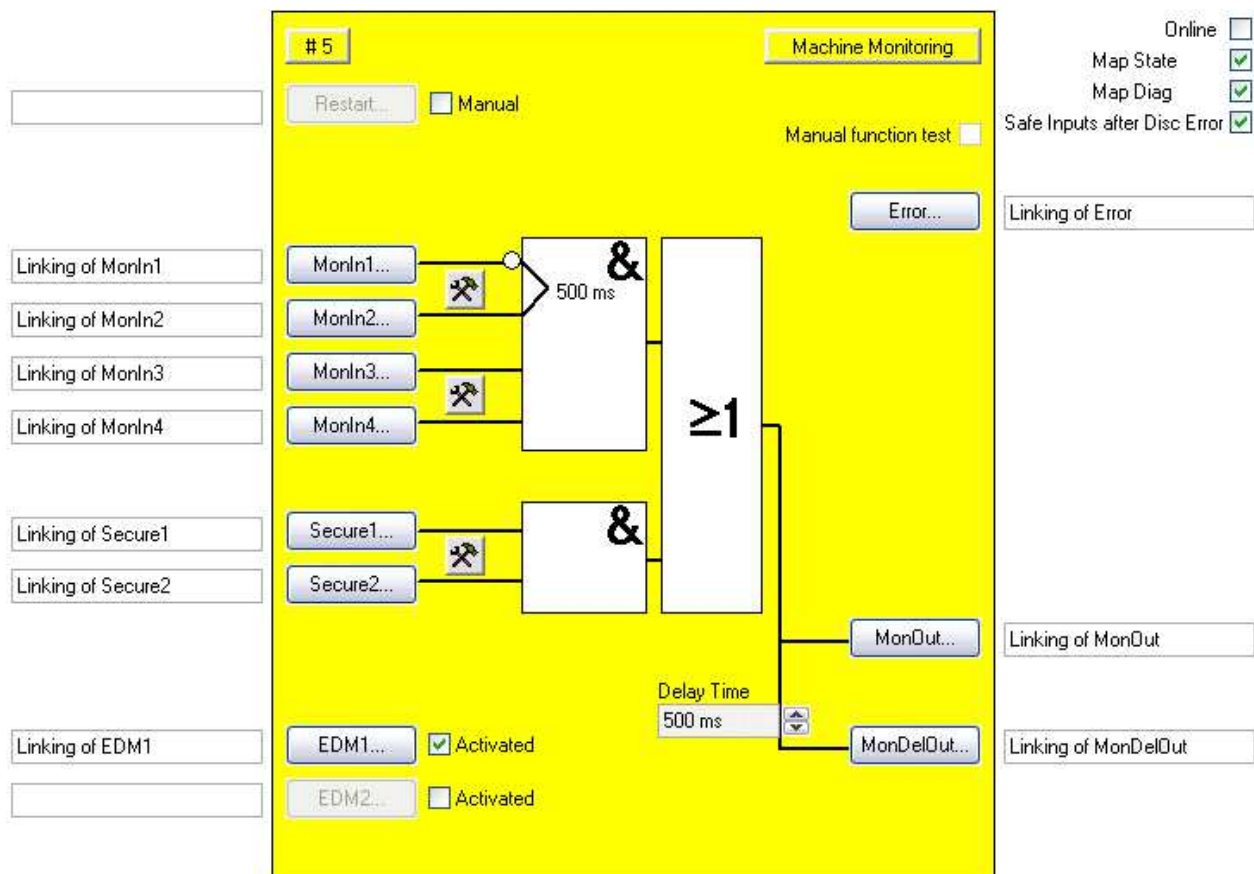 # 5
Machine Monitoring
Online
Map State
Map Diag
Safe Inputs after Disc Error
Restart...
Manual
Manual function test
Error...
Linking of Error
Linking of MonIn1
MonIn1...
&
500 ms
Linking of MonIn2
MonIn2...
Linking of MonIn3
MonIn3...
Linking of MonIn4
MonIn4...
≥1
Linking of Secure1
Secure1...
&
Linking of Secure2
Secure2...
MonOut...
Linking of MonOut
Delay Time
500 ms
Linking of EDM1
EDM1...
Activated
MonDelOut...
Linking of MonDelOut
EDM2...
Activated